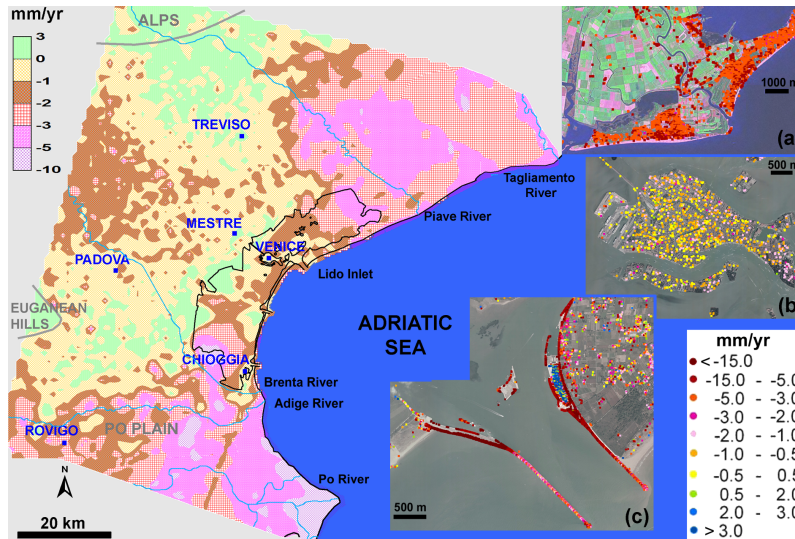 mm/yr
3
0
-1
-2
-3
-5
-10
ALPS
TREVISO
MESTRE
VENICE
PADOVA
EUGANEAN
HILLS
CHIOGGIA
ROVIGO
PO PLAIN
N
20 km
Tagliamento
River
Piave River
Lido Inlet
ADRIATIC
SEA
Brenta River
Adige River
Po River
1000 m
(a)
500 m
(b)
500 m
(c)
mm/yr
< -15.0
-15.0 - -5.0
-5.0 - -3.0
-3.0 - -2.0
-2.0 - -1.0
-1.0 - -0.5
-0.5 - 0.5
0.5 - 2.0
2.0 - 3.0
> 3.0